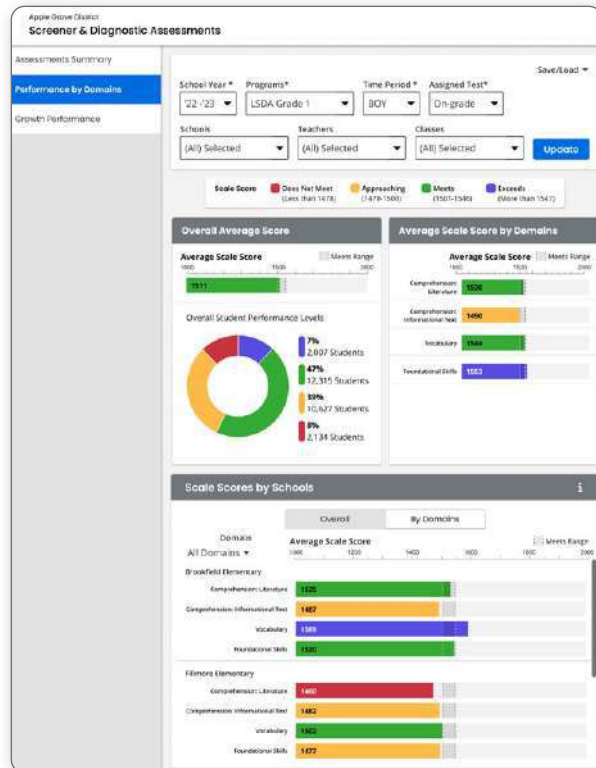 Apple Grove District
Screener & Diagnostic Assessments
Assessments Summary
Performance by Domains
Growth Performance
Save/Load
School Year * Programs* Time Period * Assigned Test*
'22-'23 LSDA Grade 1 BOY On-grade
Schools Teachers Classes
(All) Selected (All) Selected (All) Selected Update
Scale Score Does Not Meet Approaching Meets Exceeds
(Less than 1478) (1501-1546) (More than 1547)
Overall Average Score
Average Scale Score Meets Range
1000 1500 2000
1511
Overall Student Performance Levels
7%
2,007 Students
47%
12,315 Students
39%
10,627 Students
8%
2,134 Students
Average Scale Score by Domains
Average Scale Score Meets Range
1000 1500 2000
Comprehension: Literature
Comprehension: Informational Text 1490
Vocabulary 1544
Foundational Skills 1553
Scale Scores by Schools i
Overall By Domains
Domain Average Scale Score Meets Range
All Domains 1000 1200 1400 1600 1800 2000
Brookfield Elementary
Comprehension: Literature
Comprehension: Informational Text 1487
Vocabulary 1589
Foundational Skills
Fillmore Elementary
Comprehension: Literature
Comprehension: Informational Text 1482
Vocabulary 1502
Foundational Skills 1477